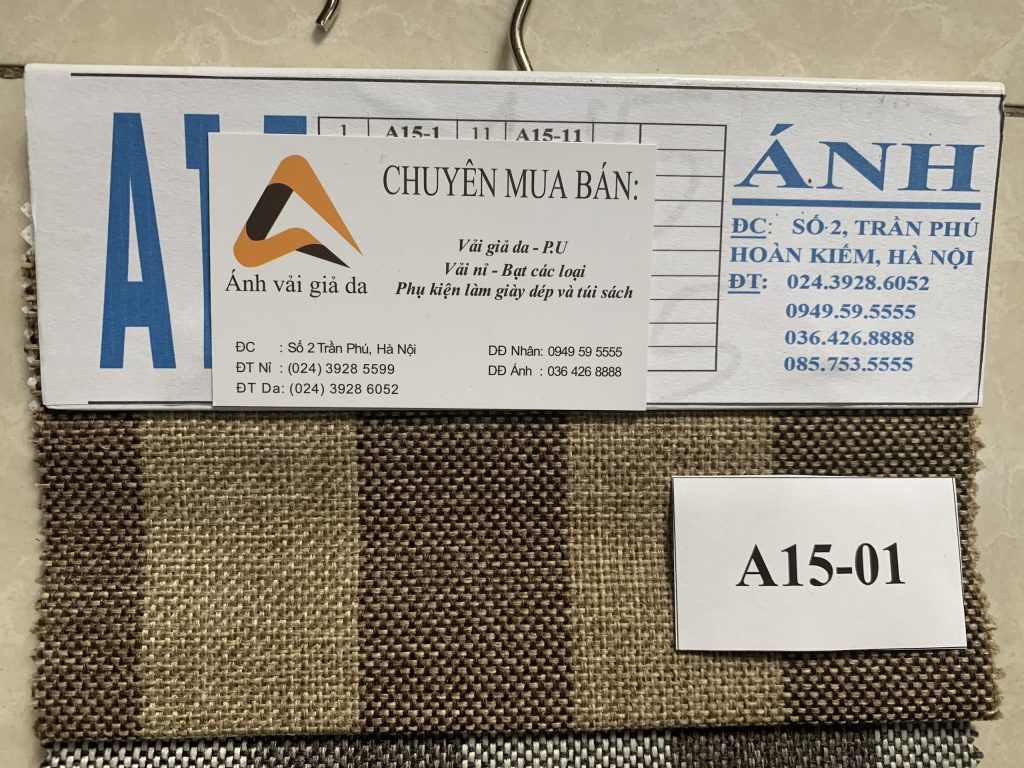 1 A15-1 11 A15-11
ÁNH
ĐC: SỐ 2, TRẦN PHÚ
HOÀN KIẾM, HÀ NỘI
ĐT: 024.3928.6052
0949.59.5555
036.426.8888
085.753.5555
Ánh vải giả da
CHUYÊN MUA BÁN:
Vải giả da - P.U
Vải nỉ - Bạt các loại
Phụ kiện làm giày dép và túi sách
ĐC : Số 2 Trần Phú, Hà Nội
ĐT Nỉ : (024) 3928 5599
ĐT Da: (024) 3928 6052
DĐ Nhân: 0949 59 5555
DĐ Ánh : 036 426 8888
A15-01